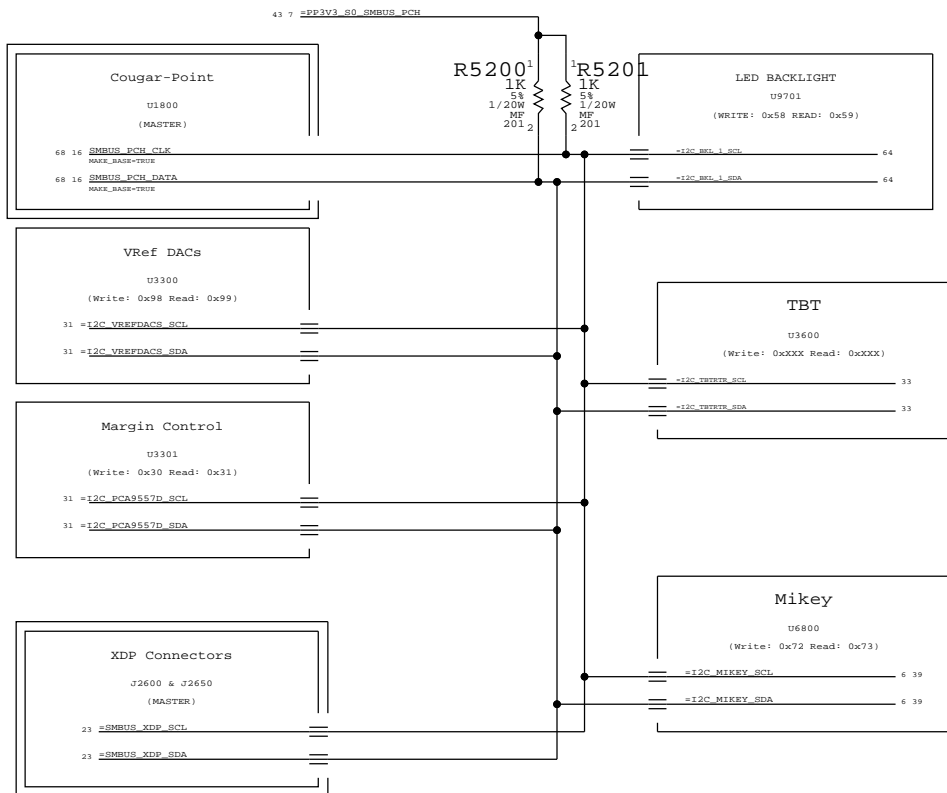 43 7 =PP3V3_S0_SMBUS_PCH
Cougar-Point
U1800
(MASTER)
68 16 SMBUS_PCH_CLK
MAKE_BASE=TRUE
68 16 SMBUS_PCH_DATA
MAKE_BASE=TRUE
R5200 1
1K
5%
1/20W
MF
201 2
1 R5201
1K
5%
1/20W
MF
2 201
LED BACKLIGHT
U9701
(WRITE: 0x58 READ: 0x59)
=I2C_BKL_1_SCL 64
=I2C_BKL_1_SDA 64
VRef DACs
U3300
(Write: 0x98 Read: 0x99)
31 =I2C_VREFDACS_SCL
31 =I2C_VREFDACS_SDA
TBT
U3600
(Write: 0xXXX Read: 0xXXX)
=I2C_TBTRTR_SCL 33
=I2C_TBTRTR_SDA 33
Margin Control
U3301
(Write: 0x30 Read: 0x31)
31 =I2C_PCA9557D_SCL
31 =I2C_PCA9557D_SDA
Mikey
U6800
(Write: 0x72 Read: 0x73)
=I2C_MIKEY_SCL 6 39
=I2C_MIKEY_SDA 6 39
XDP Connectors
J2600 & J2650
(MASTER)
23 =SMBUS_XDP_SCL
23 =SMBUS_XDP_SDA